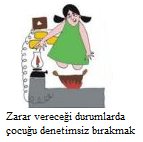 Zarar vereceği durumlarda
çocuğu denetimsiz bırakmak